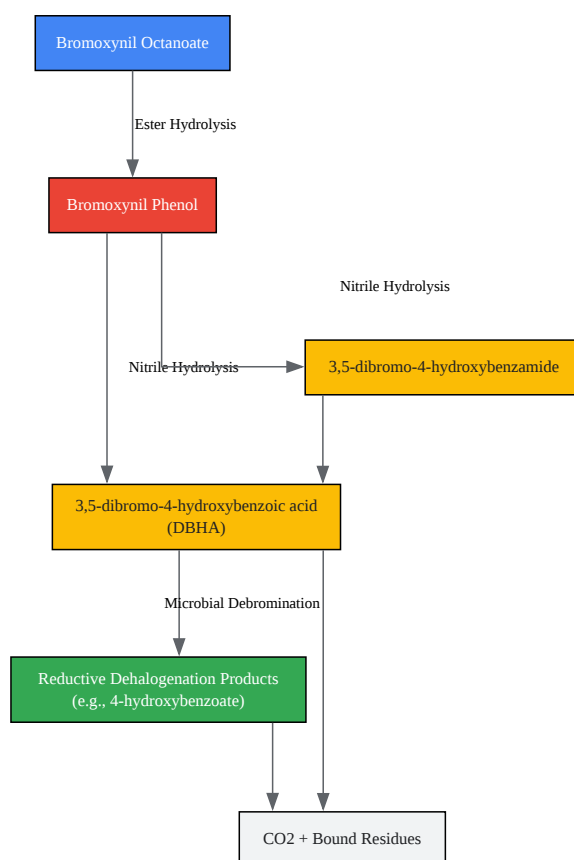 Bromoxynil Octanoate
Ester Hydrolysis
Bromoxynil Phenol
Nitrile Hydrolysis
Nitrile Hydrolysis
3,5-dibromo-4-hydroxybenzamide
3,5-dibromo-4-hydroxybenzoic acid
(DBHA)
Microbial Debromination
Reductive Dehalogenation Products
(e.g., 4-hydroxybenzoate)
CO2 + Bound Residues